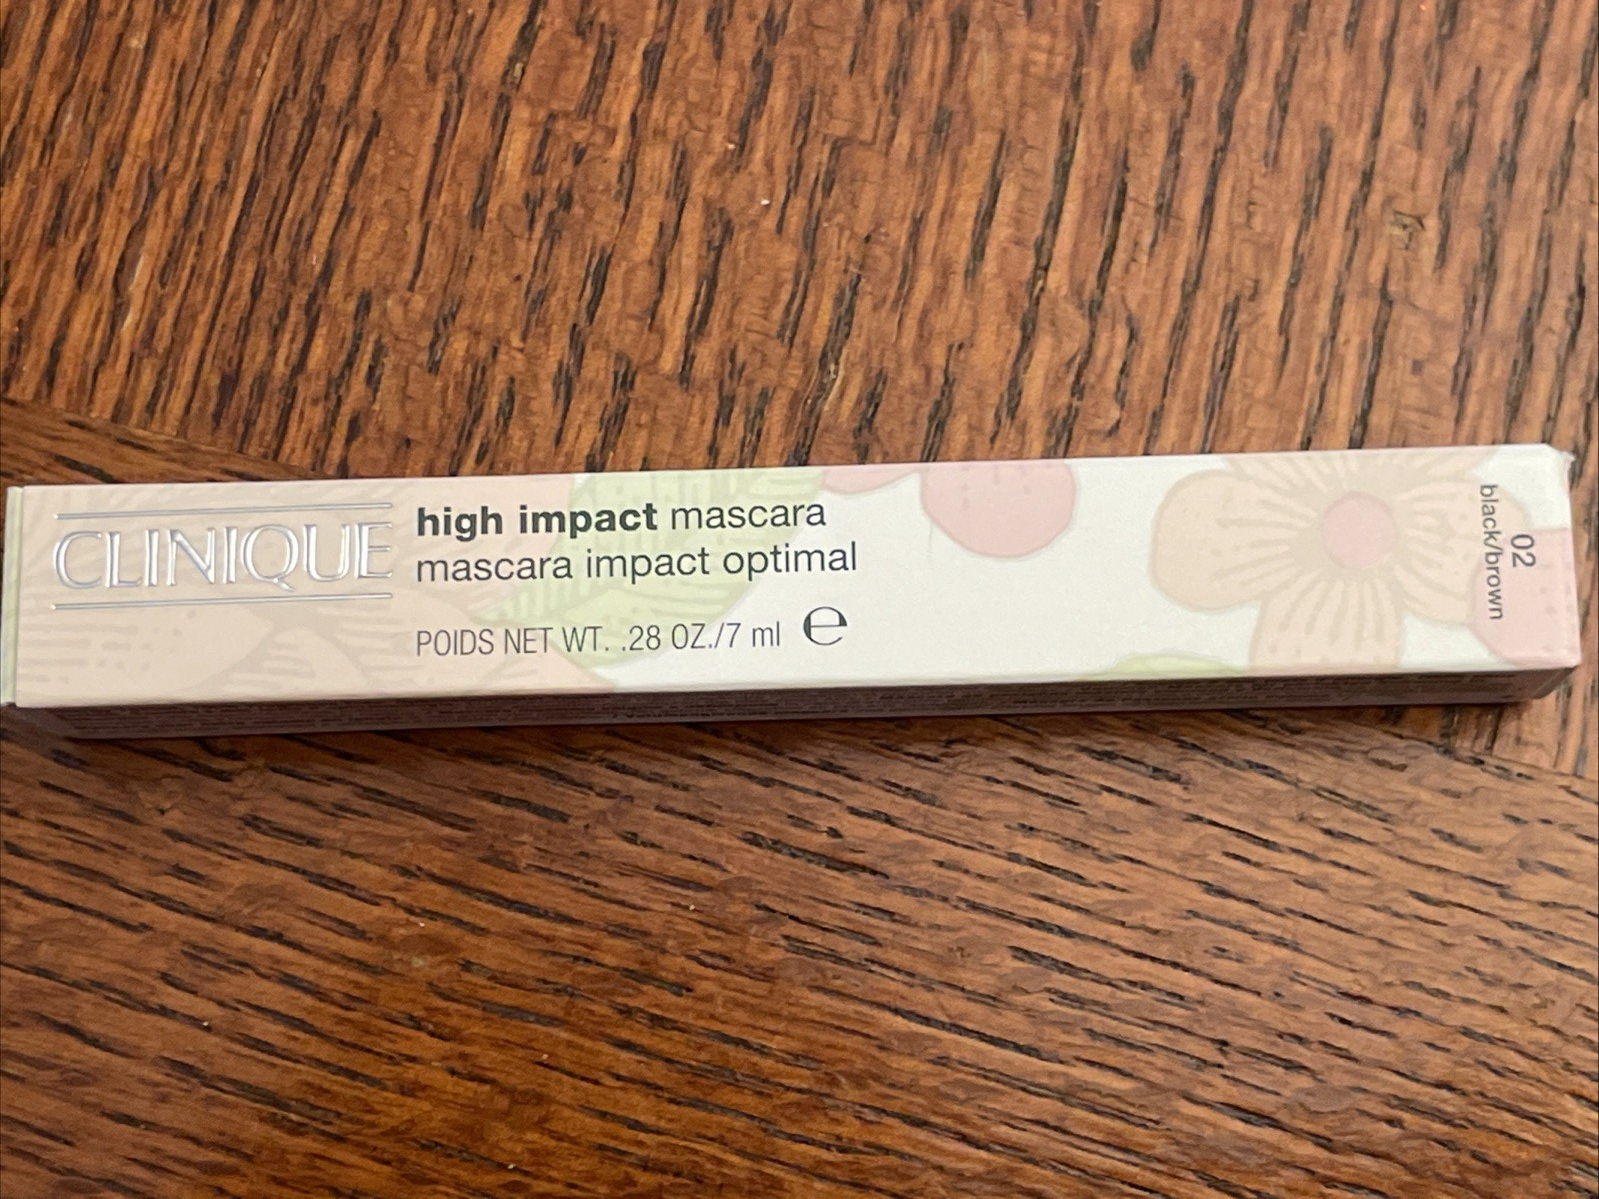 CLINIQUE
high impact mascara
mascara impact optimal
POIDS NET WT. .28 OZ./7 ml ℮
02
black/brown